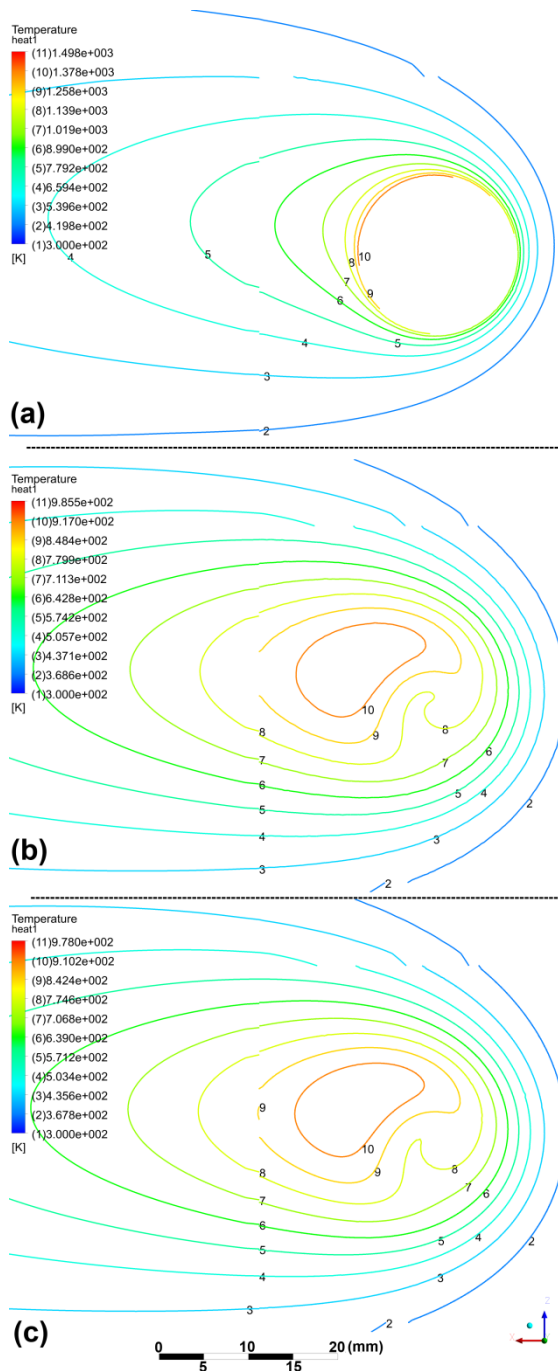 Temperature
heat1
(11)1.498e+003
(10)1.378e+003
(9)1.258e+003
(8)1.139e+003
(7)1.019e+003
(6)8.990e+002
(5)7.792e+002
(4)6.594e+002
(3)5.396e+002
(2)4.198e+002
(1)3.000e+002
[K]
4
5
8
10
7
6
9
4
5
3
2
(a)
Temperature
heat1
(11)9.855e+002
(10)9.170e+002
(9)8.484e+002
(8)7.799e+002
(7)7.113e+002
(6)6.428e+002
(5)5.742e+002
(4)5.057e+002
(3)4.371e+002
(2)3.686e+002
(1)3.000e+002
[K]
10
8
9
8
7
7
6
6
5
5
4
2
4
3
3
2
(b)
Temperature
heat1
(11)9.780e+002
(10)9.102e+002
(9)8.424e+002
(8)7.746e+002
(7)7.068e+002
(6)6.390e+002
(5)5.712e+002
(4)5.034e+002
(3)4.356e+002
(2)3.678e+002
(1)3.000e+002
[K]
9
10
8
9
8
7
7
6
6
5
5
4
2
4
3
3
2
(c)
0 10 20 (mm)
5 15
Z
X